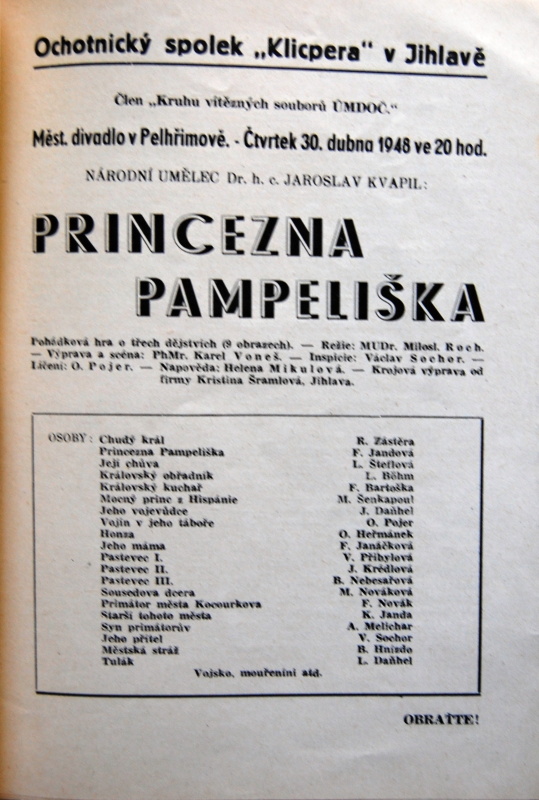 Ochotnický spolek „Klicpera“ v Jihlavě
Člen „Kruhu vítězných souborů ÚMDOČ.“
Měst. divadlo v Pelhřimově. - Čtvrtek 30. dubna 1948 ve 20 hod.
NÁRODNÍ UMĚLEC Dr. h. c. JAROSLAV KVAPIL:
PRINCEZNA
PAMPELIŠKA
Pohádková hra o třech dějstvích (9 obrazech). — Režie: MUDr. Milosl. Roch.
— Výprava a scéna: PhMr. Karel Voneš. — Inspicie: Václav Sochor. —
Líčení: O. Pojer. — Napověda: Helena Mikulová. — Krojová výprava od
firmy Kristina Šramlová, Jihlava.
OSOBY: Chudý král R. Zástěra
Princezna Pampeliška F. Jandová
Její chůva L. Šteflová
Královský obřadník L. Böhm
Královský kuchař F. Bartoška
Mocný princ z Hispánie M. Šenkapoul
Jeho vojevůdce J. Daňhel
Vojín v jeho táboře O. Pojer
Honza O. Heřmánek
Jeho máma F. Janáčková
Pastevec I. V. Přibylová
Pastevec II. J. Krédlová
Pastevec III. B. Nebesařová
Sousedova dcera M. Nováková
Primátor města Kocourkova F. Novák
Starší tohoto města K. Janda
Syn primátorův A. Melichar
Jeho přítel V. Sochor
Městská stráž B. Hnízdo
Tulák L. Daňhel
Vojsko, mouřeníni atd.
OBRAŤTE!